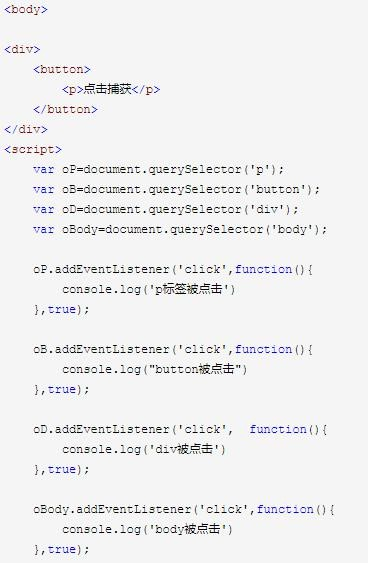 <body>
<div>
<button>
<p>点击捕获</p>
</button>
</div>
<script>
var oP=document.querySelector('p');
var oB=document.querySelector('button');
var oD=document.querySelector('div');
var oBody=document.querySelector('body');
oP.addEventListener('click',function(){
console.log('p标签被点击')
},true);
oB.addEventListener('click',function(){
console.log("button被点击")
},true);
oD.addEventListener('click',  function(){
console.log('div被点击')
},true);
oBody.addEventListener('click',function(){
console.log('body被点击')
},true);